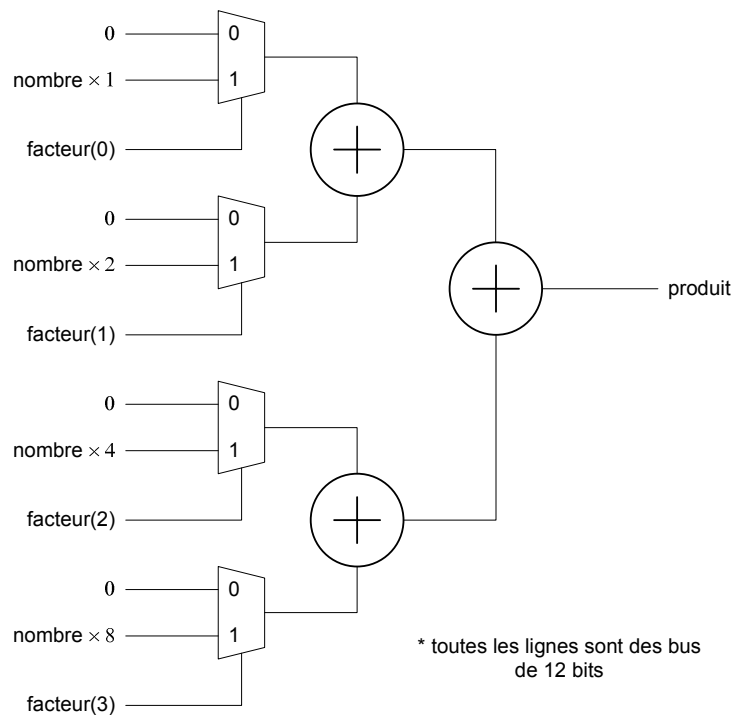 0
0
nombre × 1
1
facteur(0)
0
0
nombre × 2
1
facteur(1)
produit
0
0
nombre × 4
1
facteur(2)
0
0
nombre × 8
1
facteur(3)
* toutes les lignes sont des bus
de 12 bits